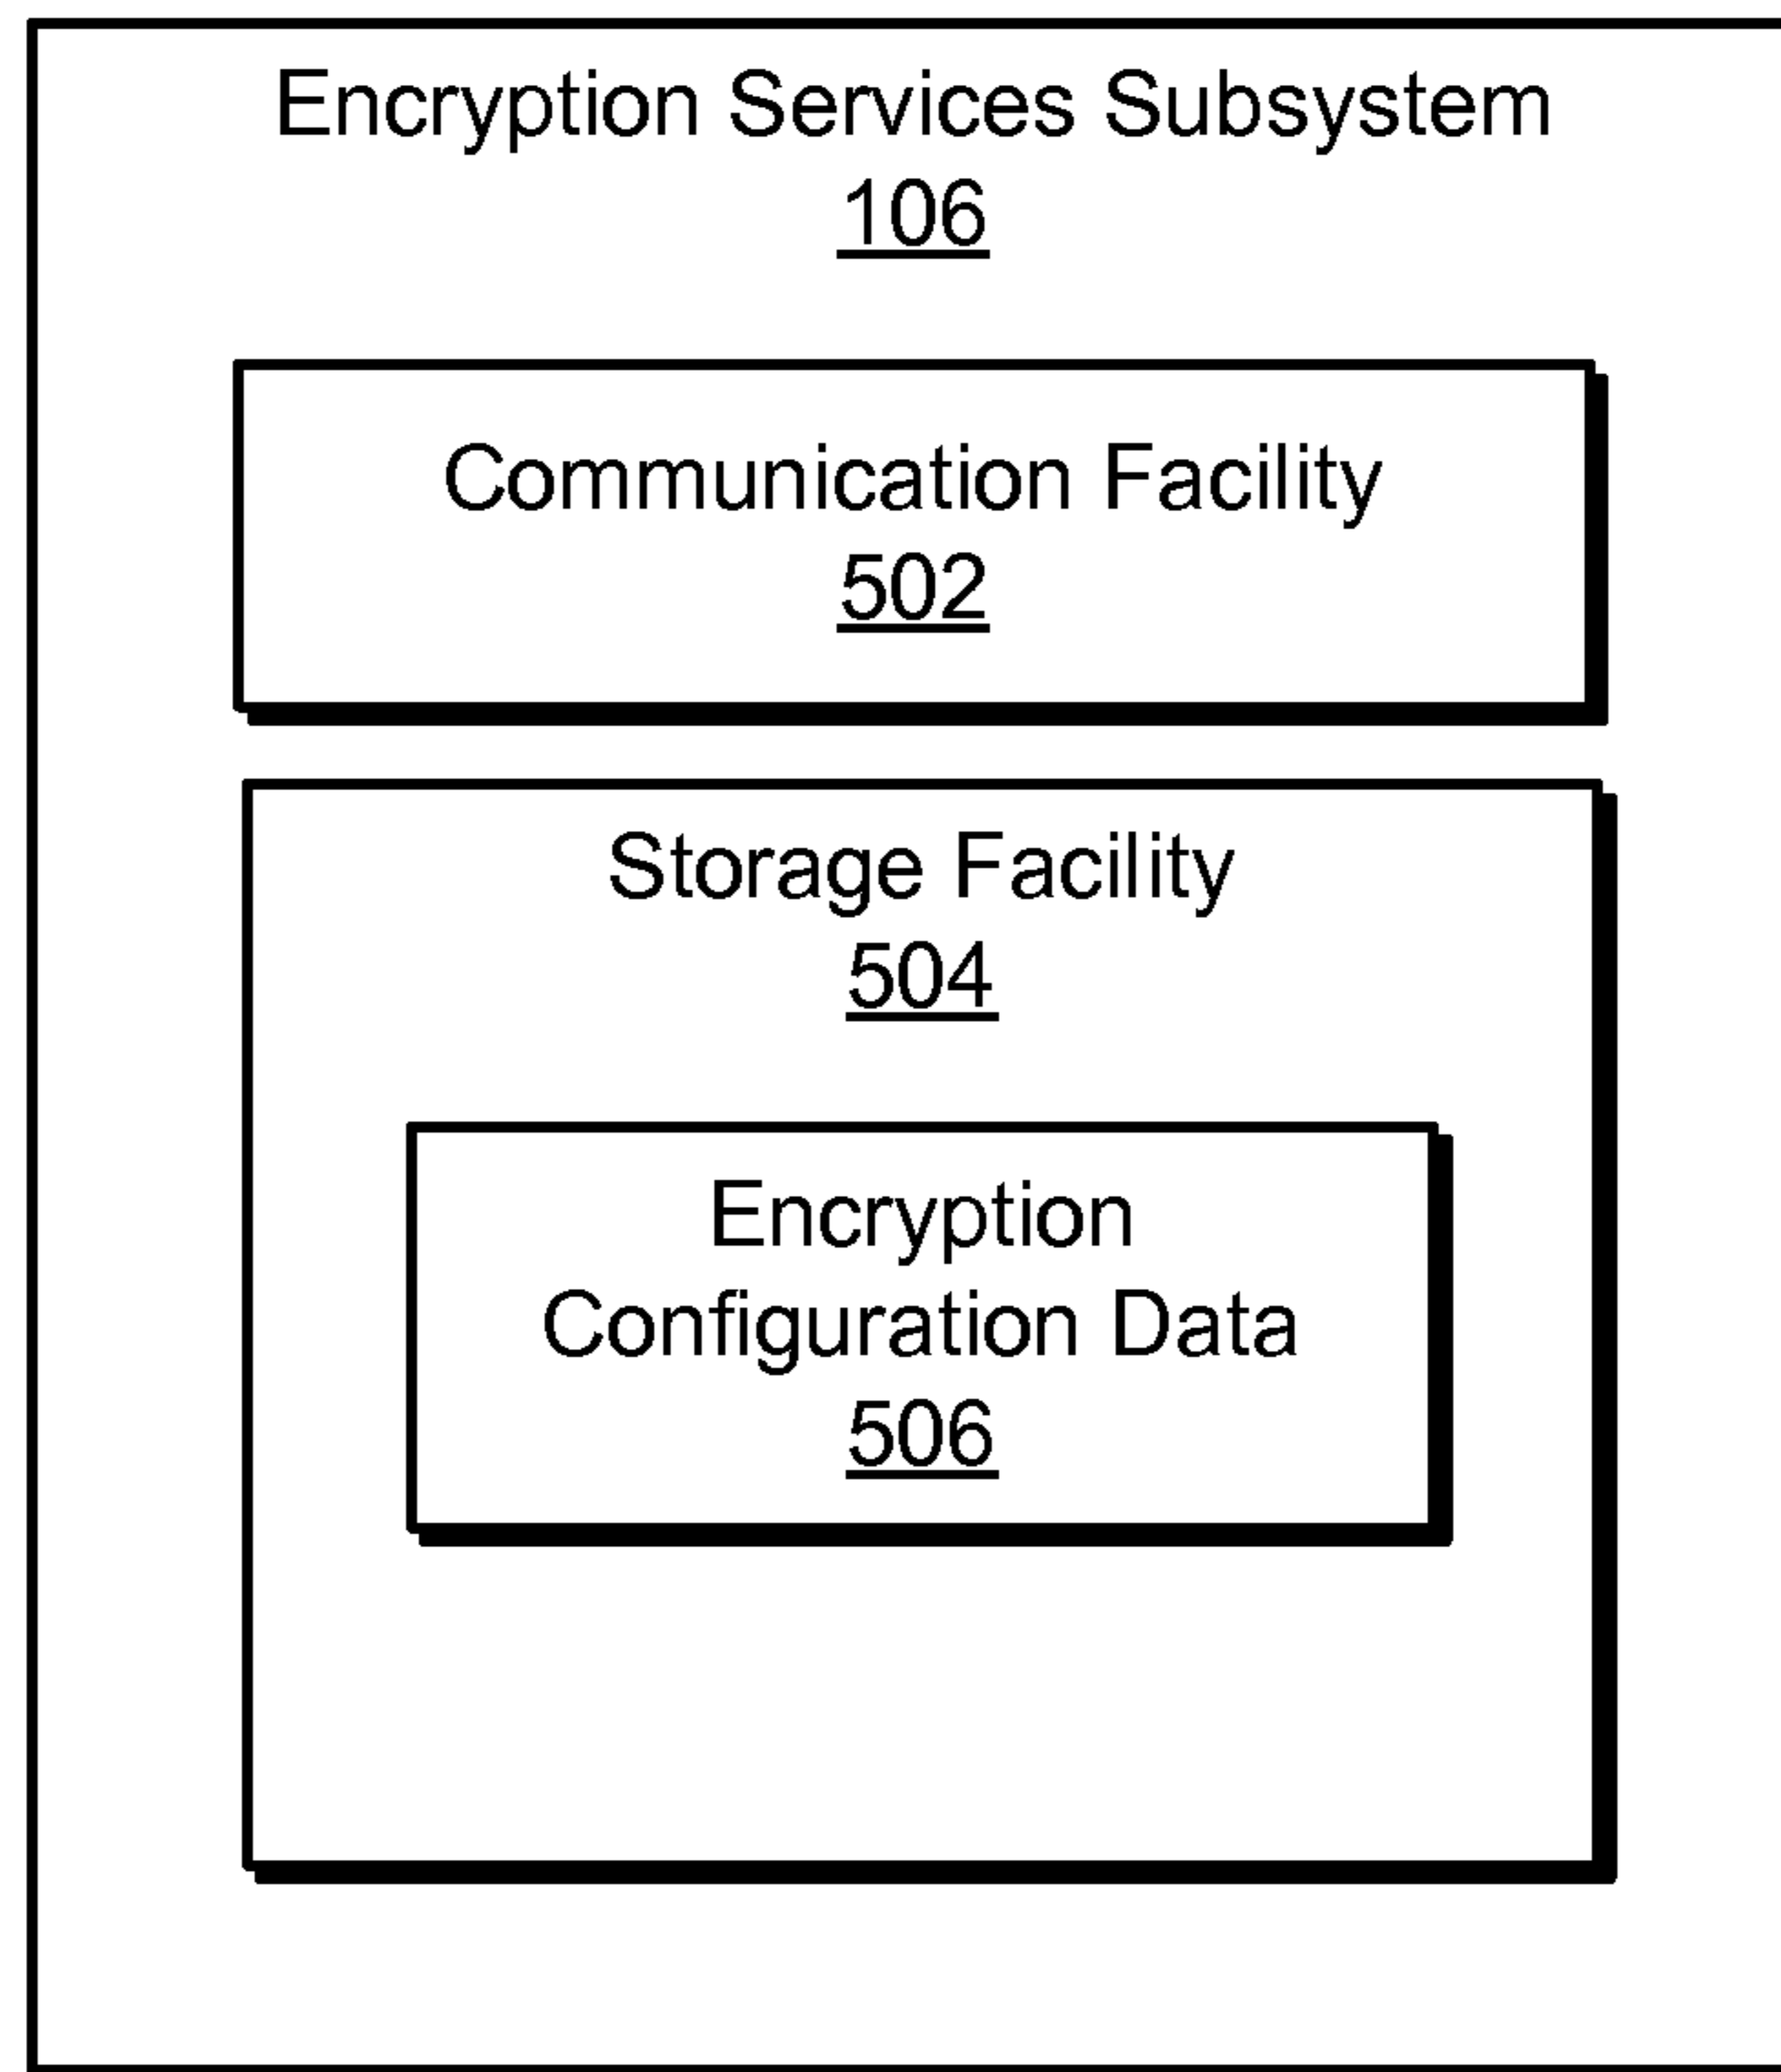 Encryption Services Subsystem
106
Communication Facility
502
Storage Facility
504
Encryption
Configuration Data
506